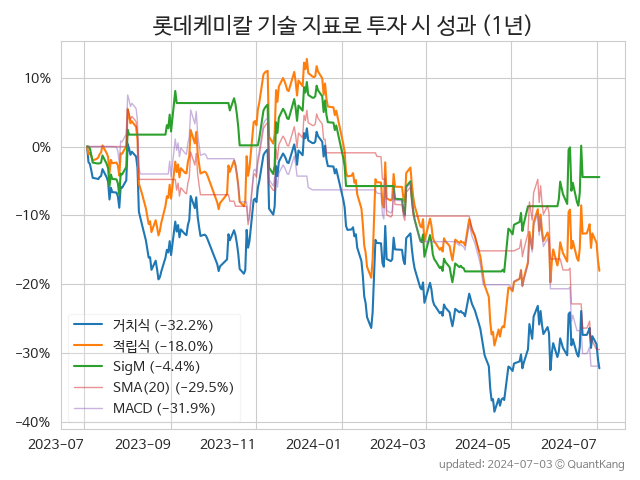 롯데케미칼 기술 지표로 투자 시 성과 (1년)
10%
0%
−10%
−20%
−30%
−40%
거치식 (−32.2%)
적립식 (−18.0%)
SigM (−4.4%)
SMA(20) (−29.5%)
MACD (−31.9%)
2023-07
2023-09
2023-11
2024-01
2024-03
2024-05
2024-07
updated: 2024-07-03 © QuantKang